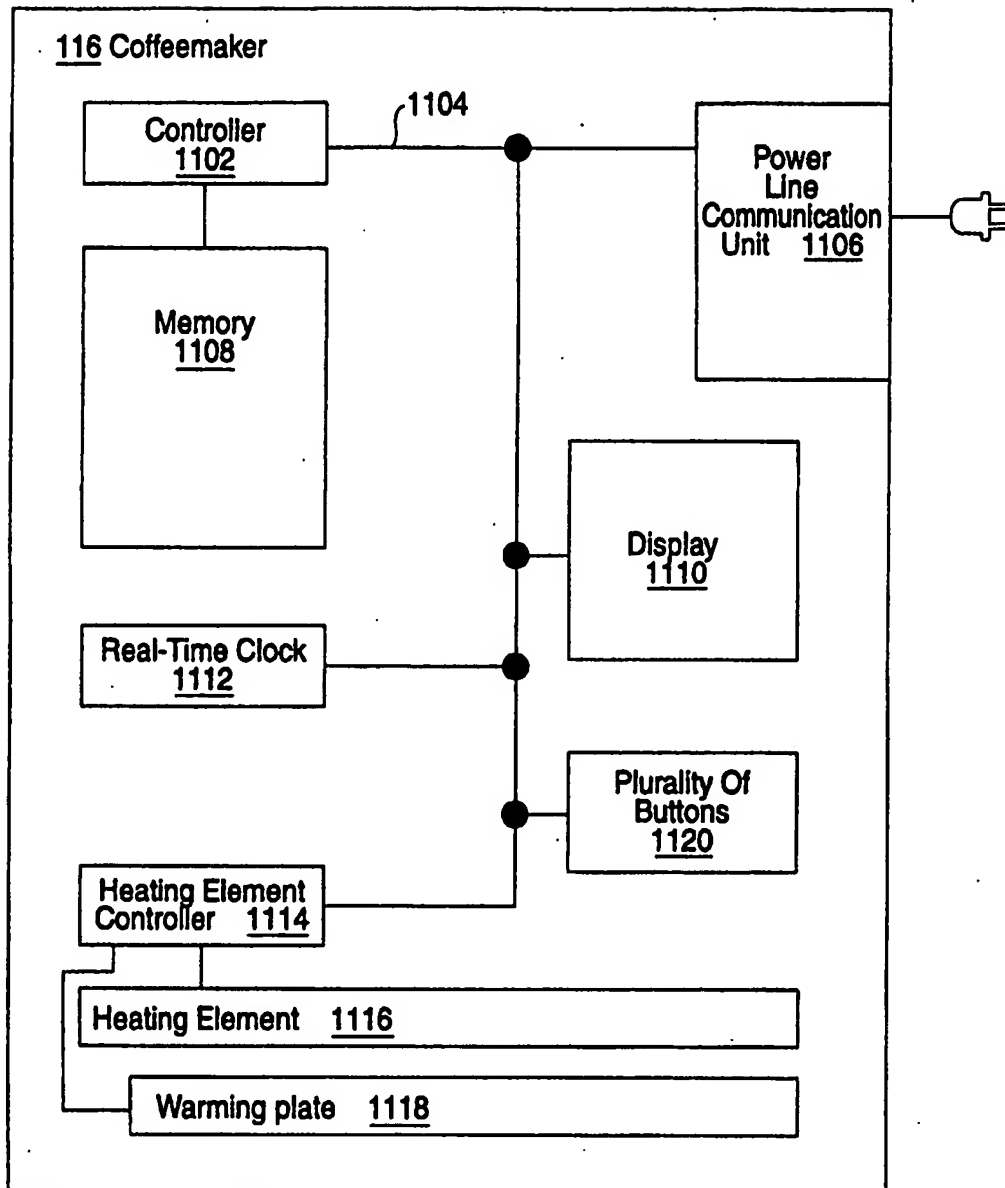 116 Coffeemaker
1104
Controller
1102
Power
Line
Communication
Unit 1106
Memory
1108
Display
1110
Real-Time Clock
1112
Plurality Of
Buttons
1120
Heating Element
Controller 1114
Heating Element 1116
Warming plate 1118